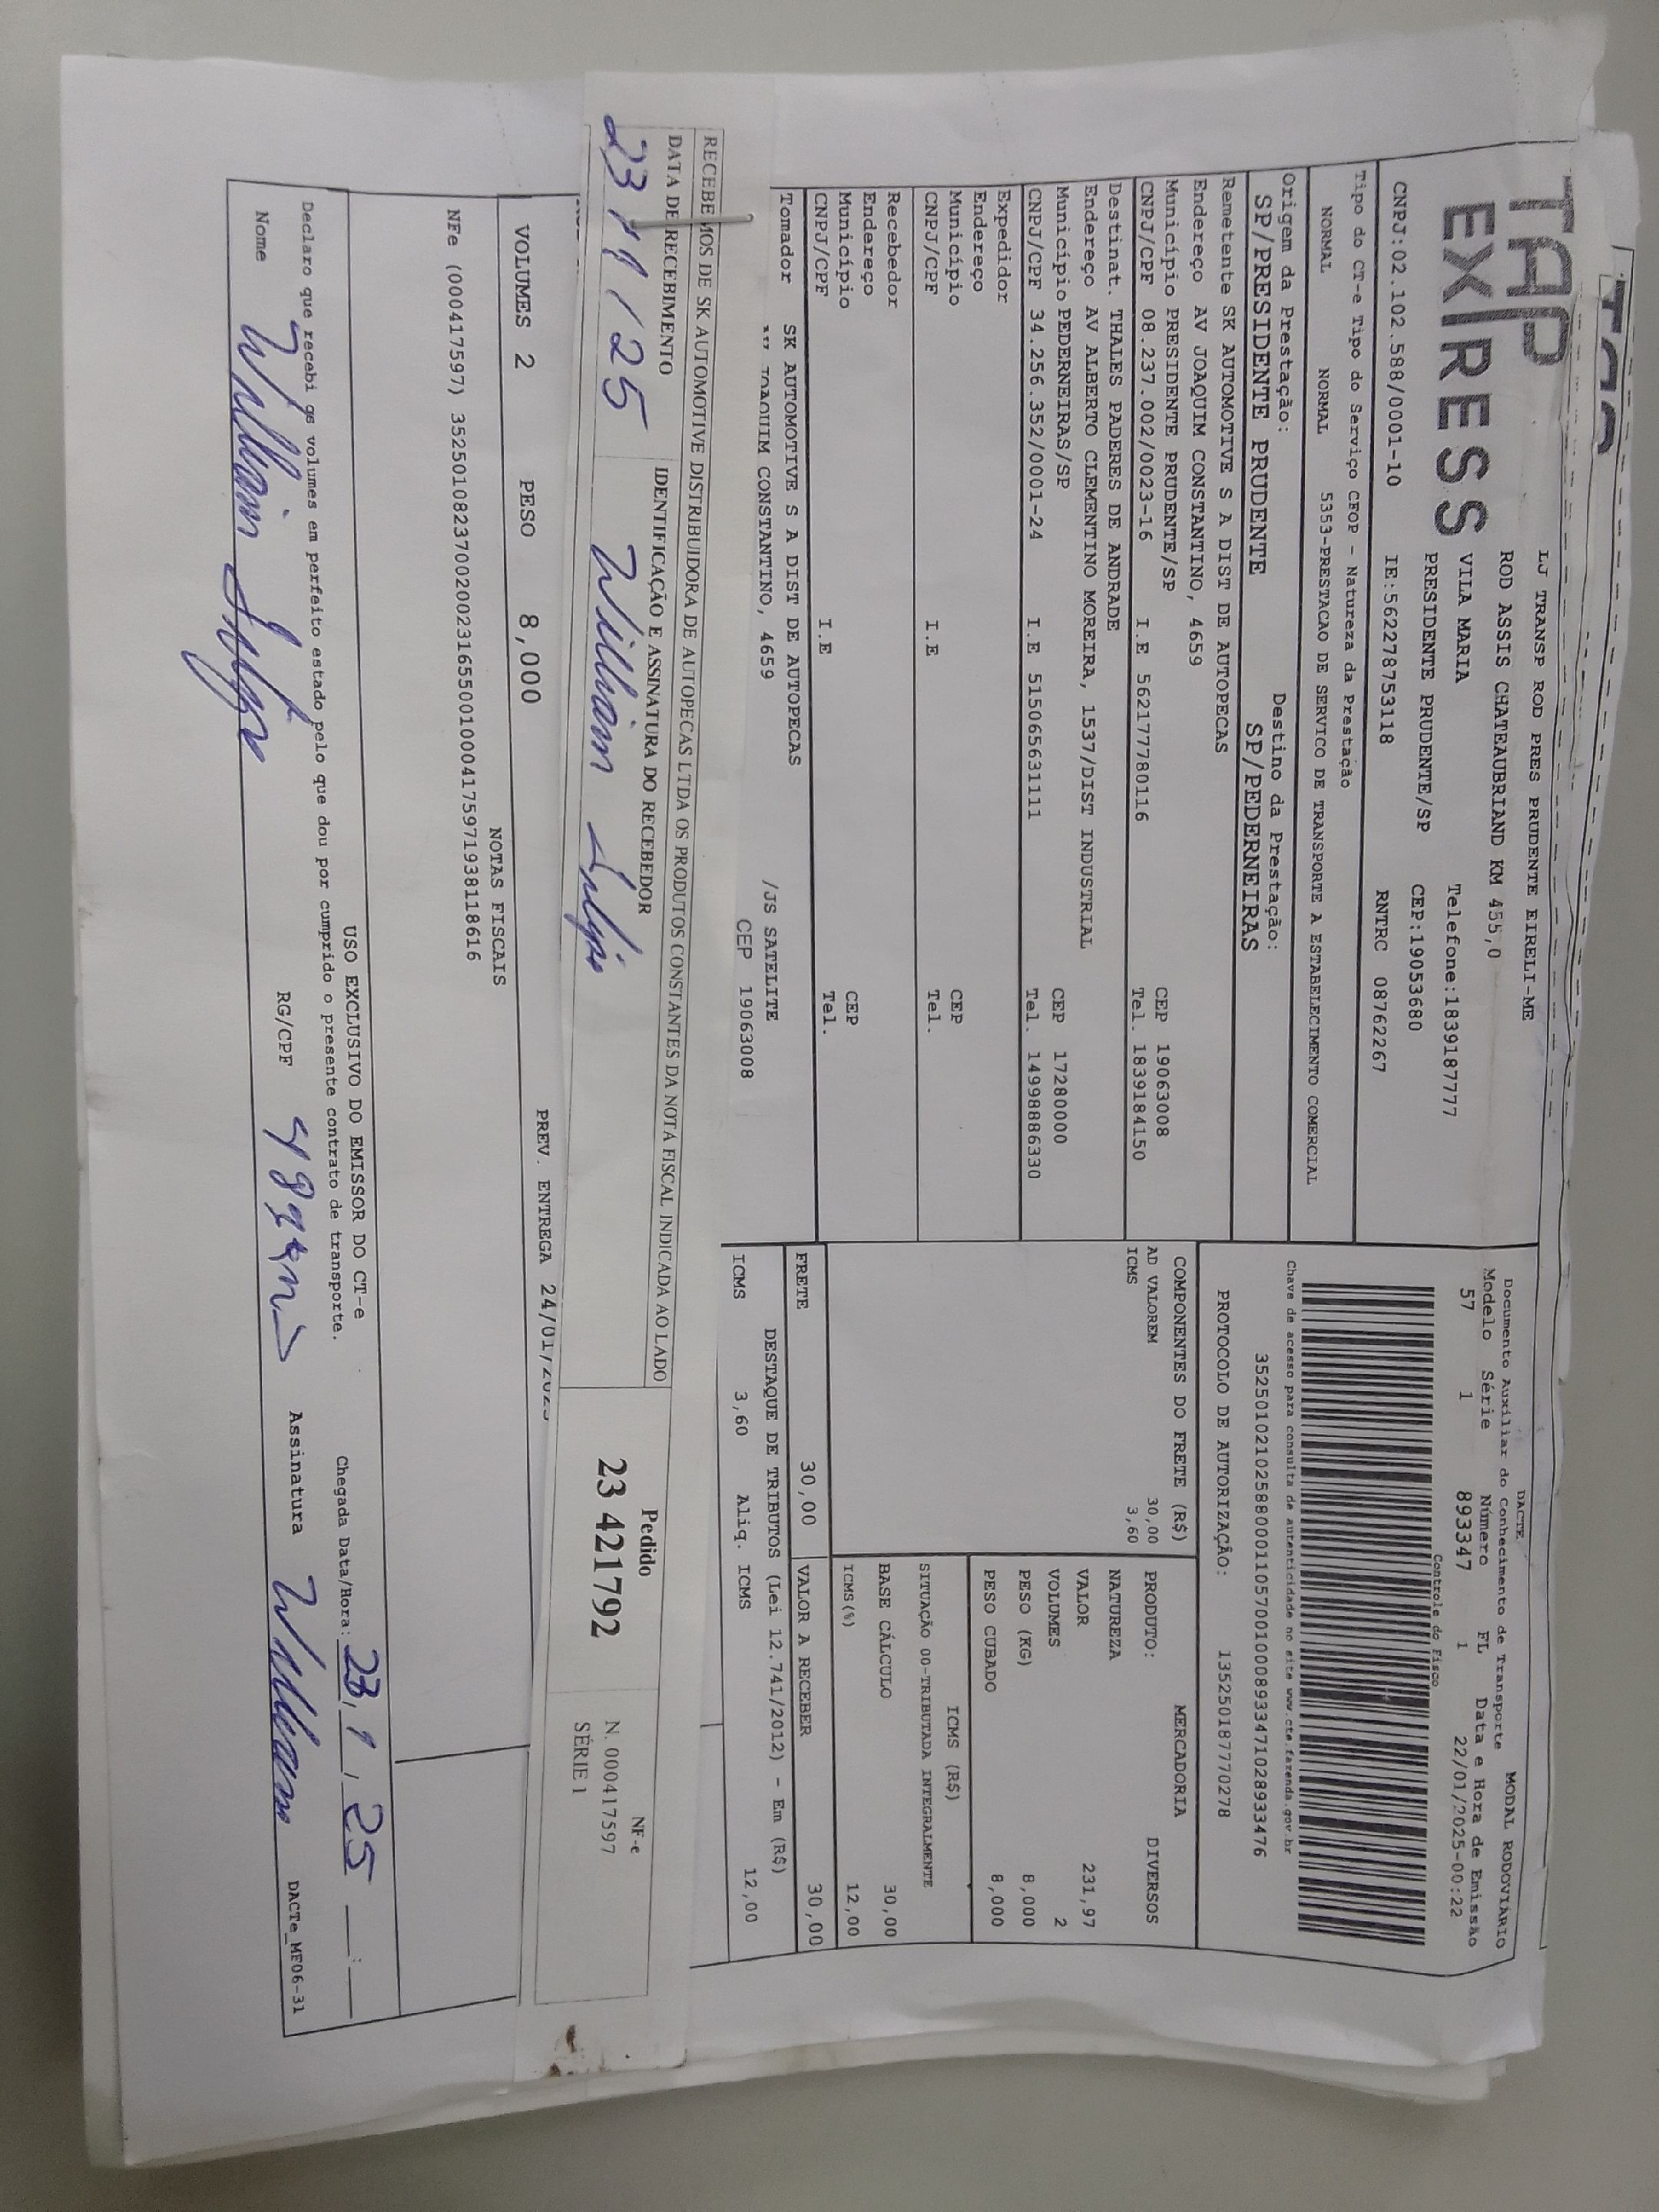 TAP
EXPRESS
LJ TRANSP ROD PRES PRUDENTE EIRELI-ME
ROD ASSIS CHATEAUBRIAND KM 455,0
VILA MARIA Telefone:1839187777
PRESIDENTE PRUDENTE/SP CEP:19053680
CNPJ:02.102.588/0001-10 IE:562278753118 RNTRC 08762267
Tipo do CT-e Tipo do Serviço CFOP - Natureza da Prestação
NORMAL NORMAL 5353-PRESTACAO DE SERVICO DE TRANSPORTE A ESTABELECIMENTO COMERCIAL
Origem da Prestação: Destino da Prestação:
SP/PRESIDENTE PRUDENTE SP/PEDERNEIRAS
Remetente SK AUTOMOTIVE S A DIST DE AUTOPECAS
Endereço AV JOAQUIM CONSTANTINO, 4659
Município PRESIDENTE PRUDENTE/SP CEP 19063008
CNPJ/CPF 08.237.002/0023-16 I.E 562177780116 Tel. 1839184150
Destinat. THALES PADERES DE ANDRADE
Endereço AV ALBERTO CLEMENTINO MOREIRA, 1537/DIST INDUSTRIAL
Município PEDERNEIRAS/SP CEP 17280000
CNPJ/CPF 34.256.352/0001-24 I.E 515065631111 Tel. 14998886330
Expedidor
Endereço
Município CEP
CNPJ/CPF I.E Tel.
Recebedor
Endereço
Município CEP
CNPJ/CPF I.E Tel.
Tomador SK AUTOMOTIVE S A DIST DE AUTOPECAS
JOAQUIM CONSTANTINO, 4659 /JS SATELITE
CEP 19063008
DACTE
Documento Auxiliar do Conhecimento de Transporte MODAL RODOVIÁRIO
Modelo Série Número FL Data e Hora de Emissão
57 1 893347 1 22/01/2025-00:22
Controle do Fisco
Chave de acesso para consulta de autenticidade no site www.cte.fazenda.gov.br
35250102102588000110570010008933471028933476
PROTOCOLO DE AUTORIZAÇÃO: 135250187770278
COMPONENTES DO FRETE (R$)
AD VALOREM 30,00
ICMS 3,60
MERCADORIA
PRODUTO: DIVERSOS
NATUREZA
VALOR 231,97
VOLUMES 2
PESO (KG) 8,000
PESO CUBADO 8,000
ICMS (R$)
SITUAÇÃO 00-TRIBUTADA INTEGRALMENTE
BASE CÁLCULO 30,00
ICMS(%) 12,00
FRETE 30,00 VALOR A RECEBER 30,00
DESTAQUE DE TRIBUTOS (Lei 12.741/2012) - Em (R$)
ICMS 3,60 Aliq. ICMS 12,00
RECEBEMOS DE SK AUTOMOTIVE DISTRIBUIDORA DE AUTOPECAS LTDA OS PRODUTOS CONSTANTES DA NOTA FISCAL INDICADA AO LADO
DATA DE RECEBIMENTO IDENTIFICAÇÃO E ASSINATURA DO RECEBEDOR
23/1/25 William
Pedido
23 421792
NF-e
N. 000417597
SÉRIE 1
VOLUMES 2 PESO 8,000 PREV. ENTREGA 24/01/2025
NOTAS FISCAIS
NFe (000417597) 35250108237002002316550010004175971938118616
USO EXCLUSIVO DO EMISSOR DO CT-e
Declaro que recebi os volumes em perfeito estado pelo que dou por cumprido o presente contrato de transporte.
Chegada Data/Hora: 23/1/25 __:__
Nome William RG/CPF Assinatura William
DACTe_MF06-31